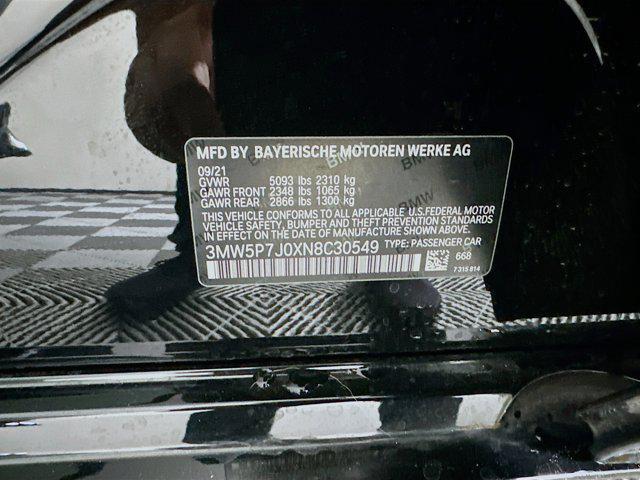 MFD BY BAYERISCHE MOTOREN WERKE AG
09/21
GVWR 5093 lbs 2310 kg
GAWR FRONT 2348 lbs 1065 kg
GAWR REAR 2866 lbs 1300 kg
THIS VEHICLE CONFORMS TO ALL APPLICABLE U.S.FEDERAL MOTOR
VEHICLE SAFETY, BUMPER, AND THEFT PREVENTION STANDARDS
IN EFFECT ON THE DATE OF MANUFACTURE SHOWN ABOVE.
3MW5P7J0XN8C30549 TYPE: PASSENGER CAR
668
7 315 814